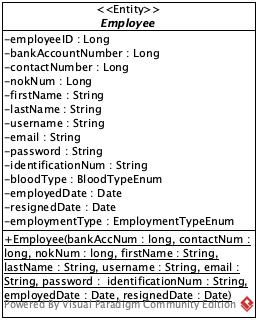 <<Entity>>
Employee
-employeeID : Long
-bankAccountNumber : Long
-contactNumber : Long
-nokNum : Long
-firstName : String
-lastName : String
-username : String
-email : String
-password : String
-identificationNum : String
-bloodType : BloodTypeEnum
-employedDate : Date
-resignedDate : Date
-employmentType : EmploymentTypeEnum
+Employee(bankAccNum : long, contactNum :
long, nokNum : long, firstName : String,
lastName : String, username : String, email :
String, password : identificationNum : String,
employedDate : Date, resignedDate : Date)
Powered By Visual Paradigm Community Edition